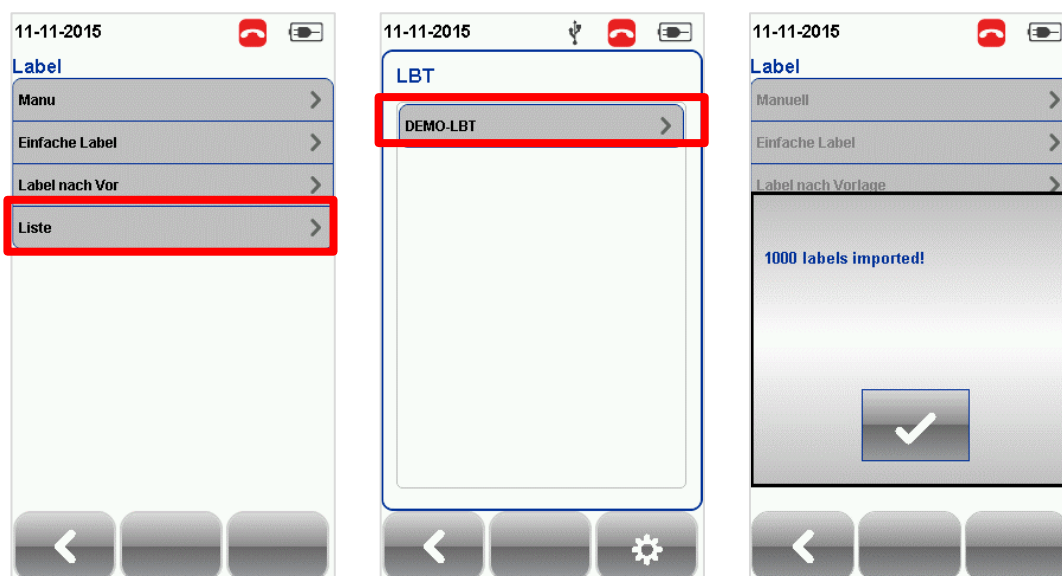 11-11-2015
Label
Manu
Einfache Label
Label nach Vor
Liste
11-11-2015
LBT
DEMO-LBT
11-11-2015
Label
Manuell
Einfache Label
Label nach Vorlage
1000 labels imported!